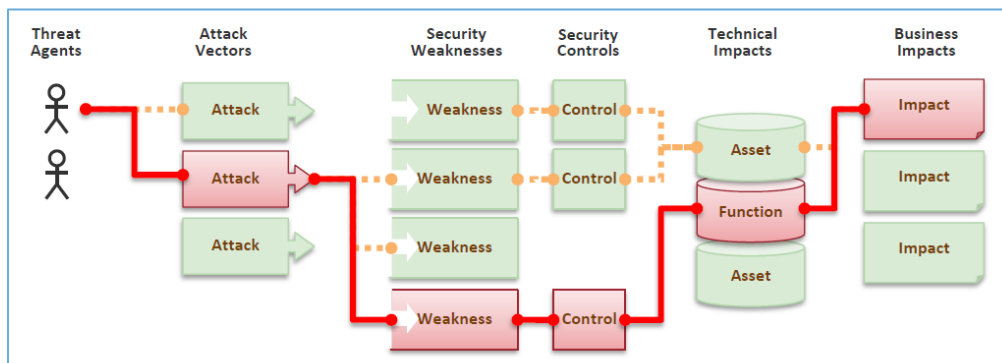 Threat Agents
Attack Vectors
Security Weaknesses
Security Controls
Technical Impacts
Business Impacts
Attack
Weakness
Control
Impact
Asset
Attack
Weakness
Control
Impact
Function
Attack
Weakness
Impact
Asset
Weakness
Control